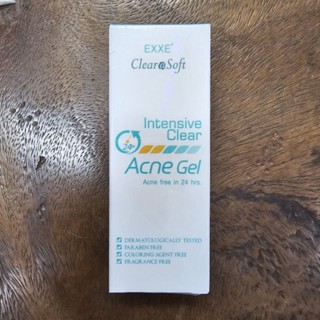 EXXE®
Clear&Soft
Intensive
Clear
24h
Acne Gel
Acne free in 24 hrs
DERMATOLOGICALLY TESTED
PARABEN FREE
COLORING AGENT FREE
FRAGRANCE FREE